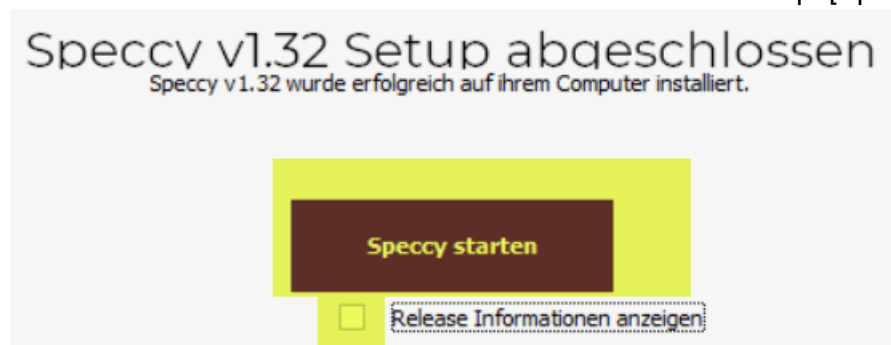 Speccy v1.32 Setup abgeschlossen
Speccy v1.32 wurde erfolgreich auf ihrem Computer installiert.
Speccy starten
Release Informationen anzeigen